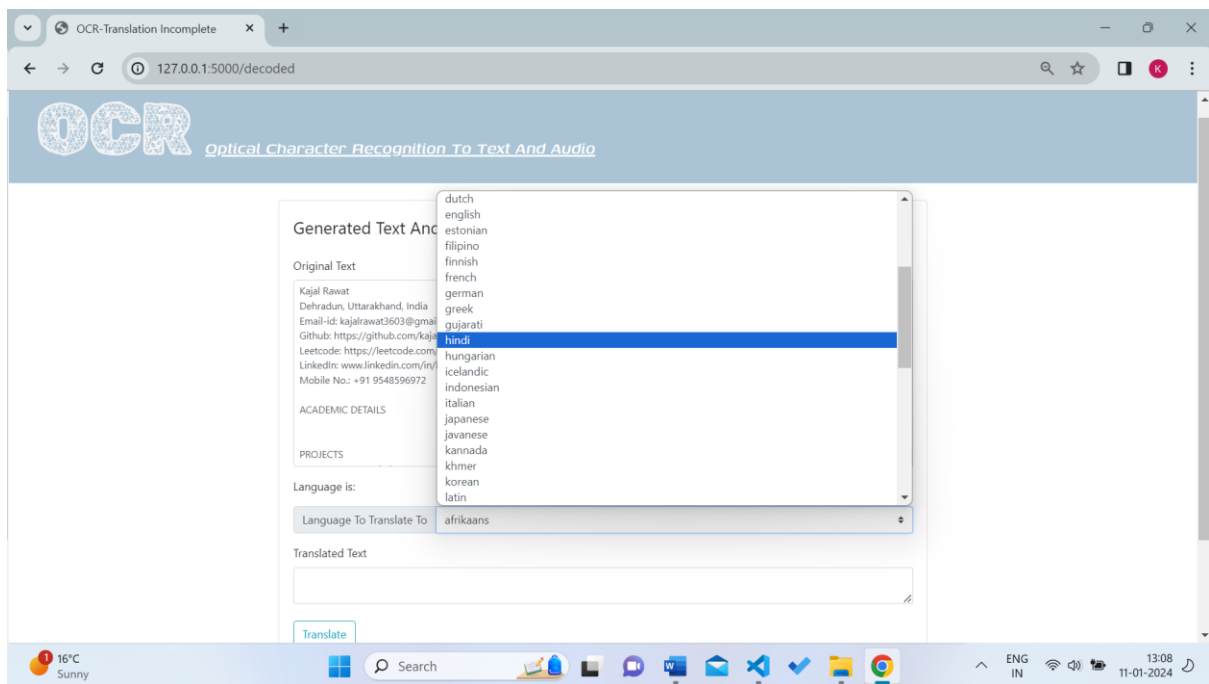 OCR-Translation Incomplete
127.0.0.1:5000/decoded
K
OCR Optical Character Recognition To Text And Audio
Generated Text And
Original Text
Kajal Rawat
Dehradun, Uttarakhand, India
Email-id: kajalrawat3603@gmai
Github: https://github.com/kaja
Leetcode: https://leetcode.com/
LinkedIn: www.linkedin.com/in/
Mobile No.: +91 9548596972
ACADEMIC DETAILS
PROJECTS
dutch
english
estonian
filipino
finnish
french
german
greek
gujarati
hindi
hungarian
icelandic
indonesian
italian
japanese
javanese
kannada
khmer
korean
latin
Language is:
Language To Translate To afrikaans
Translated Text
Translate
1
16°C
Sunny
Search
ENG
IN
13:08
11-01-2024